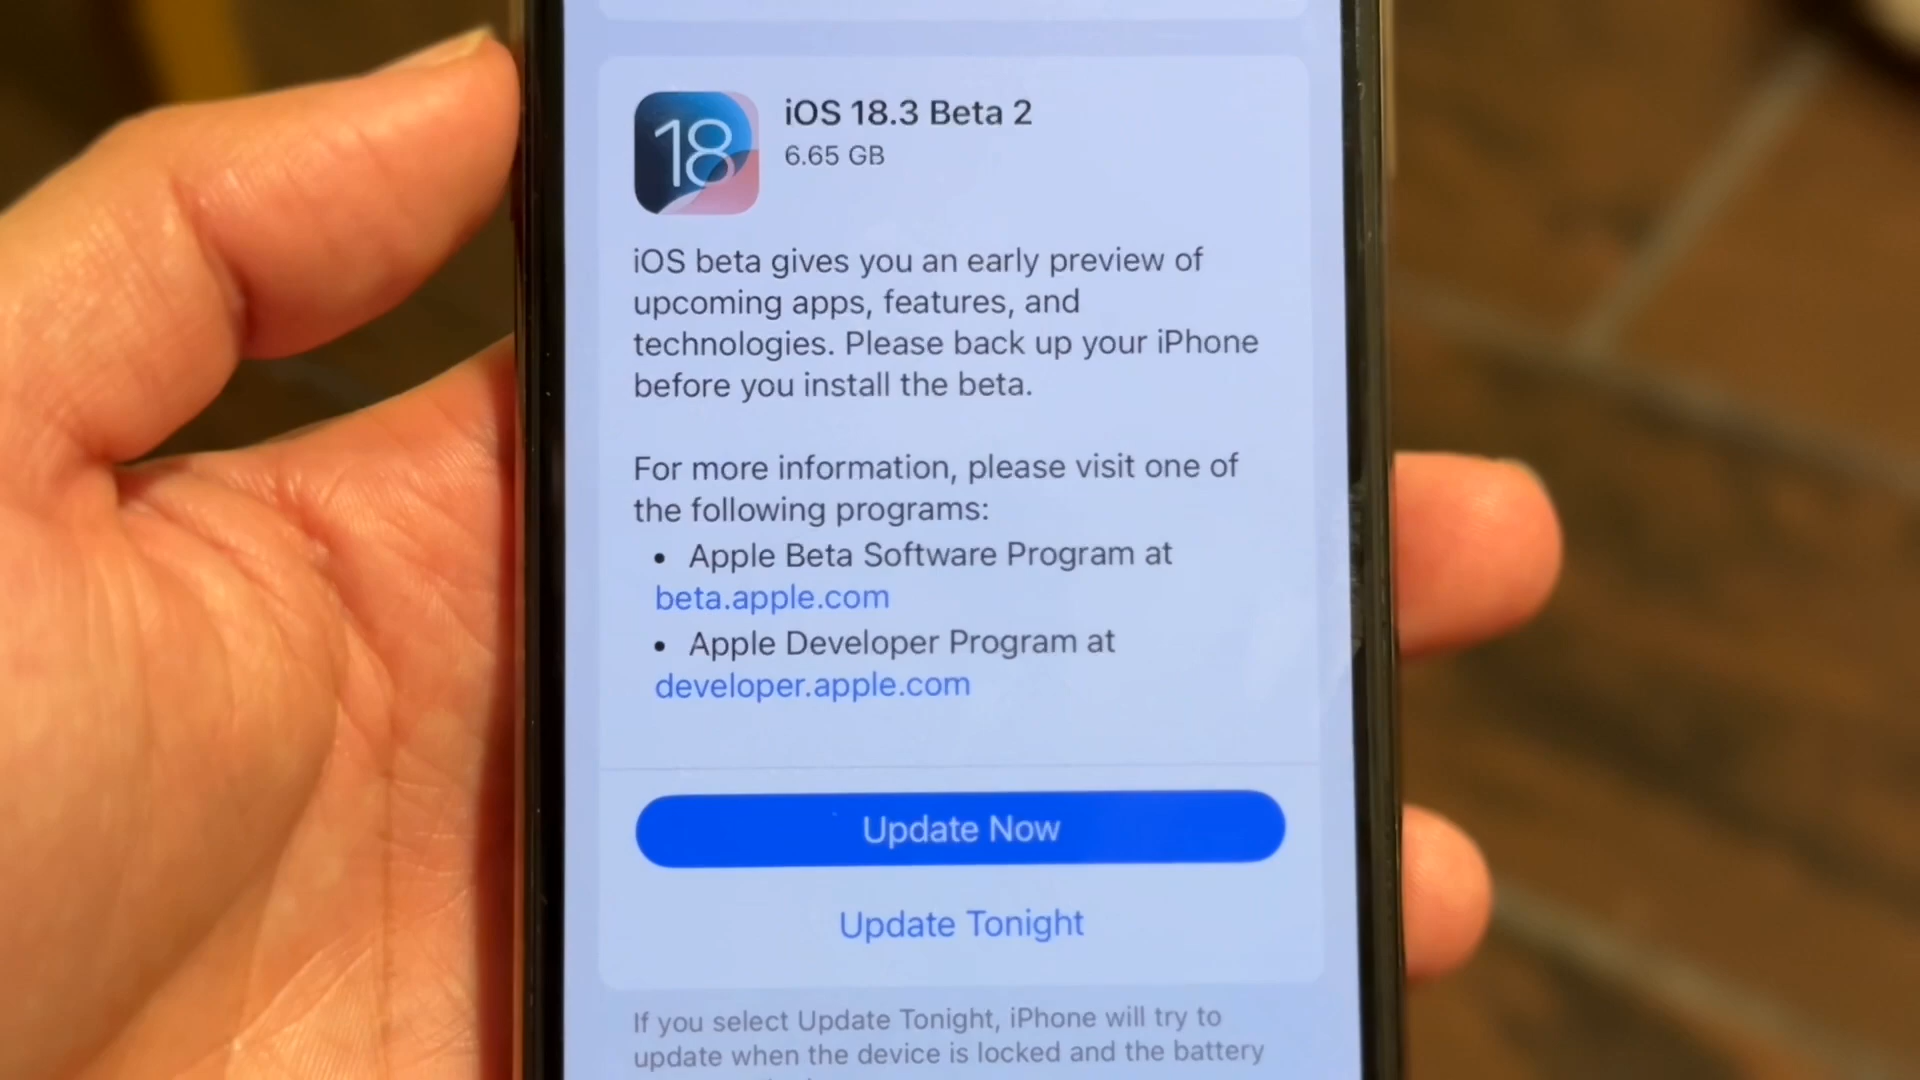 18
iOS 18.3 Beta 2
6.65 GB
iOS beta gives you an early preview of
upcoming apps, features, and
technologies. Please back up your iPhone
before you install the beta.
For more information, please visit one of
the following programs:
• Apple Beta Software Program at
beta.apple.com
• Apple Developer Program at
developer.apple.com
Update Now
Update Tonight
If you select Update Tonight, iPhone will try to
update when the device is locked and the battery